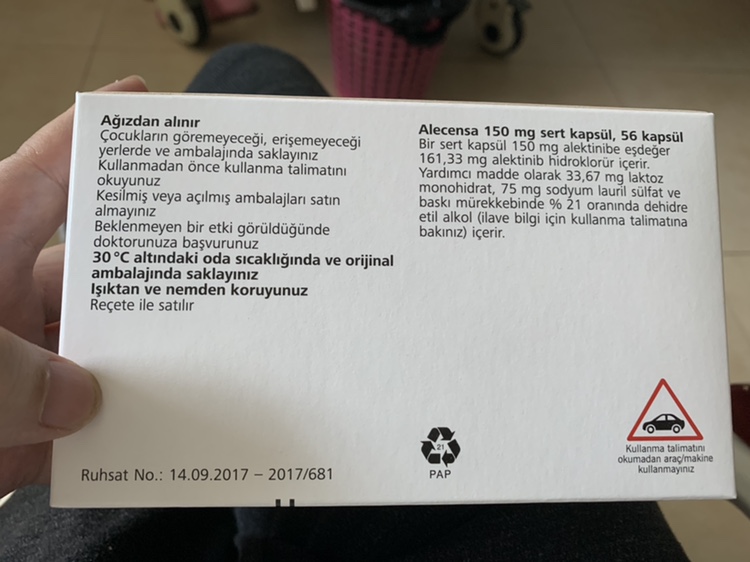 Ağızdan alınır
Çocukların göremeyeceği, erişemeyeceği
yerlerde ve ambalajında saklayınız
Kullanmadan önce kullanma talimatını
okuyunuz
Kesilmiş veya açılmış ambalajları satın
almayınız
Beklenmeyen bir etki görüldüğünde
doktorunuza başvurunuz
30 °C altındaki oda sıcaklığında ve orijinal
ambalajında saklayınız
Işıktan ve nemden koruyunuz
Reçete ile satılır
Alecensa 150 mg sert kapsül, 56 kapsül
Bir sert kapsül 150 mg alektinibe eşdeğer
161,33 mg alektinib hidroklorür içerir.
Yardımcı madde olarak 33,67 mg laktoz
monohidrat, 75 mg sodyum lauril sülfat ve
baskı mürekkebinde % 21 oranında dehidre
etil alkol (ilave bilgi için kullanma talimatına
bakınız) içerir.
Ruhsat No.: 14.09.2017 – 2017/681
21
PAP
Kullanma talimatını
okumadan araç/makine
kullanmayınız